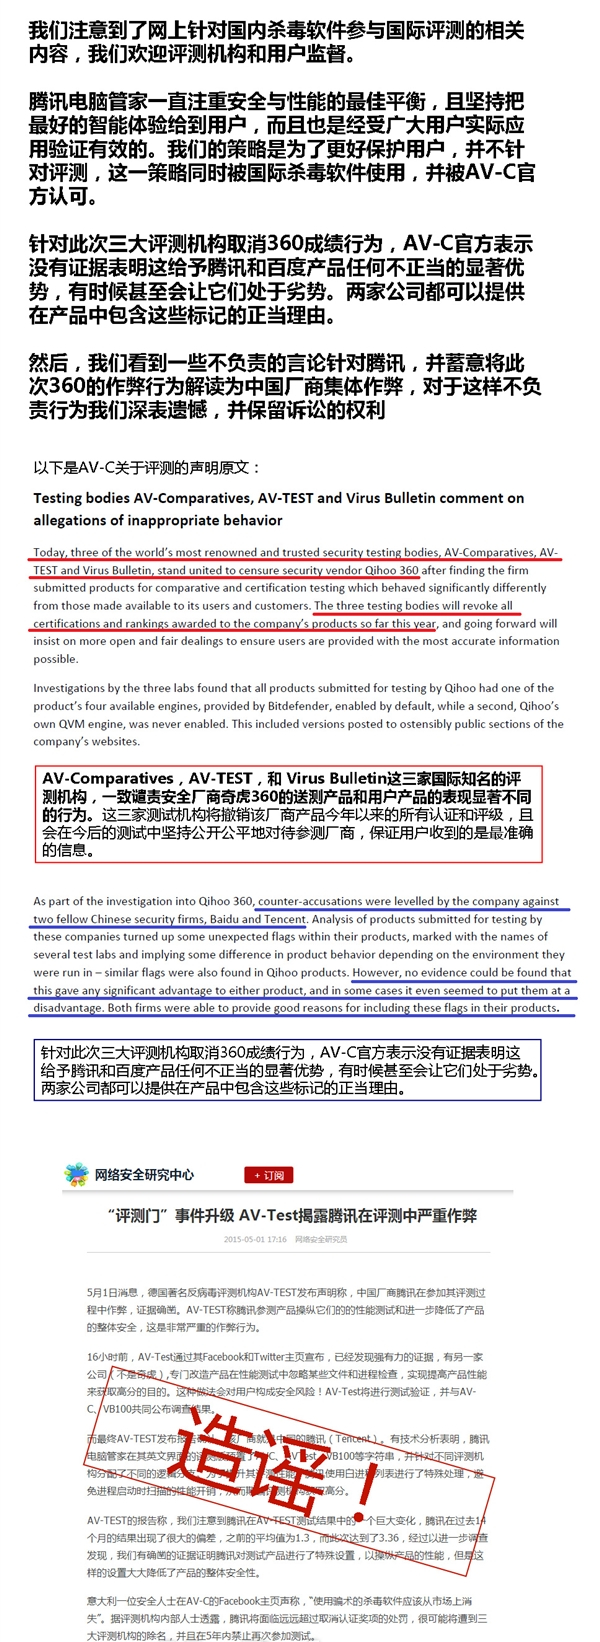 我们注意到了网上针对国内杀毒软件参与国际评测的相关
内容，我们欢迎评测机构和用户监督。
腾讯电脑管家一直注重安全与性能的最佳平衡，且坚持把
最好的智能体验给到用户，而且也是经受广大用户实际应
用验证有效的。我们的策略是为了更好保护用户，并不针
对评测，这一策略同时被国际杀毒软件使用，并被AV-C官
方认可。
针对此次三大评测机构取消360成绩行为，AV-C官方表示
没有证据表明这给予腾讯和百度产品任何不正当的显著优
势，有时候甚至会让它们处于劣势。两家公司都可以提供
在产品中包含这些标记的正当理由。
然后，我们看到一些不负责的言论针对腾讯，并蓄意将此
次360的作弊行为解读为中国厂商集体作弊，对于这样不负
责行为我们深表遗憾，并保留诉讼的权利
以下是AV-C关于评测的声明原文：
Testing bodies AV-Comparatives, AV-TEST and Virus Bulletin comment on
allegations of inappropriate behavior
Today, three of the world's most renowned and trusted security testing bodies, AV-Comparatives, AV-
TEST and Virus Bulletin, stand united to censure security vendor Qihoo 360 after finding the firm
submitted products for comparative and certification testing which behaved significantly differently
from those made available to its users and customers. The three testing bodies will revoke all
certifications and rankings awarded to the company's products so far this year, and going forward will
insist on more open and fair dealings to ensure users are provided with the most accurate information
possible.
Investigations by the three labs found that all products submitted for testing by Qihoo had one of the
product's four available engines, provided by Bitdefender, enabled by default, while a second, Qihoo's
own QVM engine, was never enabled. This included versions posted to ostensibly public sections of the
company's websites.
AV-Comparatives，AV-TEST，和 Virus Bulletin这三家国际知名的评
测机构，一致谴责安全厂商奇虎360的送测产品和用户产品的表现显著不同
的行为。这三家测试机构将撤销该厂商产品今年以来的所有认证和评级，且
会在今后的测试中坚持公开公平地对待参测厂商，保证用户收到的是最准确
的信息。
As part of the investigation into Qihoo 360, counter-accusations were levelled by the company against
two fellow Chinese security firms, Baidu and Tencent. Analysis of products submitted for testing by
these companies turned up some unexpected flags within their products, marked with the names of
several test labs and implying some difference in product behavior depending on the environment they
were run in – similar flags were also found in Qihoo products. However, no evidence could be found that
this gave any significant advantage to either product, and in some cases it even seemed to put them at a
disadvantage. Both firms were able to provide good reasons for including these flags in their products.
针对此次三大评测机构取消360成绩行为，AV-C官方表示没有证据表明这
给予腾讯和百度产品任何不正当的显著优势，有时候甚至会让它们处于劣势。
两家公司都可以提供在产品中包含这些标记的正当理由。
网络安全研究中心
+ 订阅
“评测门”事件升级 AV-Test揭露腾讯在评测中严重作弊
2015-05-01 17:16 网络安全研究员
5月1日消息，德国著名反病毒评测机构AV-TEST发布声明称，中国厂商腾讯在参加其评测过
程中作弊，证据确凿。AV-TEST称腾讯参测产品操纵它们的的性能测试和进一步降低了产品
的整体安全，这是非常严重的作弊行为。
16小时前，AV-Test通过其Facebook和Twitter主页宣布，已经发现强有力的证据，有另一家
公司（不是奇虎）,专门改造产品在性能测试中忽略某些文件和进程检查，实现提高产品性能
来获取高分的目的。这种做法会对用户构成安全风险！AV-Test将进行测试验证，并与AV-
C、VB100共同公布调查结果。
而最终AV-TEST发布 该厂商就 中国的腾讯（Tencent）。有技术分析表明，腾讯
电脑管家在其英文界面的 VB100等字符串，并针对不同评测机
构分配了不同的逻辑 使用白进 列表进行了特殊处理，避
免进程启动时扫描的性能开销， 高分。
AV-TEST的报告称，我们注意到腾讯在AV-TEST测试结果中的一个巨大变化，腾讯在过去14
个月的结果出现了很大的偏差，之前的平均值为1.3，而此次达到了3.36，经过以进一步调查
发现，我们有确凿的证据证明腾讯对测试产品进行了特殊设置，以操纵产品的性能，但是这
样的设置大大降低了产品的整体安全性。
意大利一位安全人士在AV-C的Facebook主页声称，“使用骗术的杀毒软件应该从市场上消
失”。据评测机构内部人士透露，腾讯将面临远远超过取消认证奖项的处罚，很可能将遭到三
大评测机构的除名，并且在5年内禁止再次参加测试。
造谣！